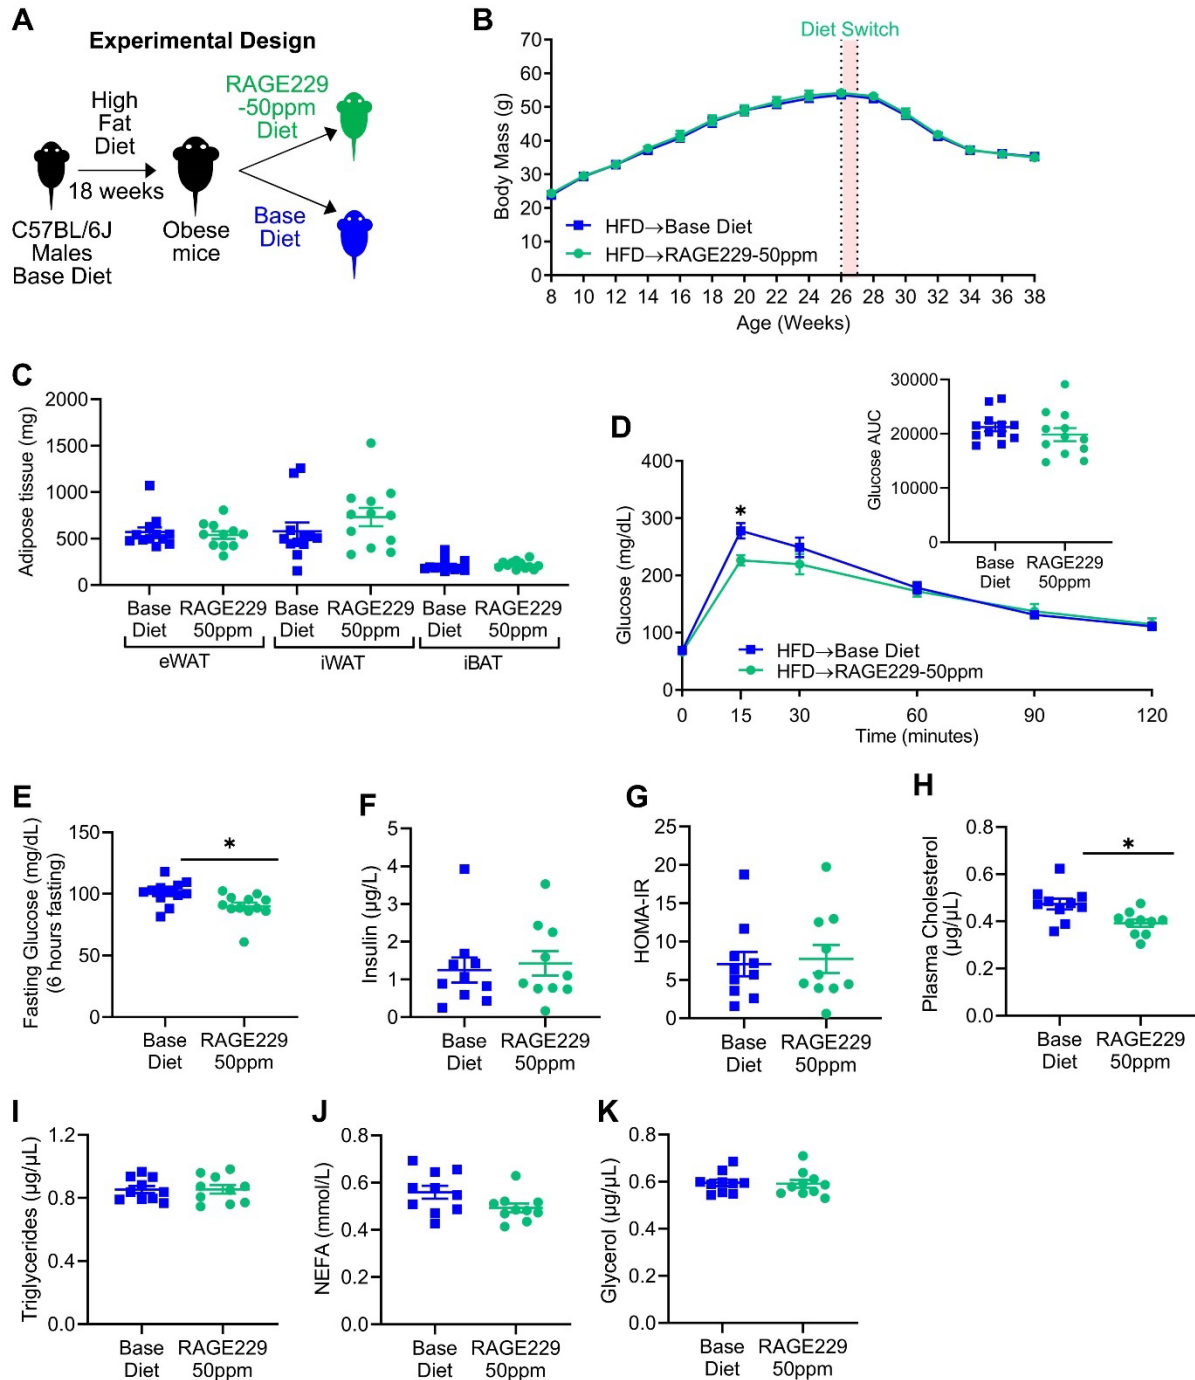 A
Experimental Design
High
Fat
Diet
18 weeks
C57BL/6J
Males
Base Diet
Obese
mice
RAGE229
-50ppm
Diet
Base
Diet
B
Diet Switch
Body Mass (g)
70
60
50
40
30
20
10
0
HFD→Base Diet
HFD→RAGE229-50ppm
8 10 12 14 16 18 20 22 24 26 28 30 32 34 36 38
Age (Weeks)
C
Adipose tissue (mg)
2000
1500
1000
500
0
Base Diet RAGE229 50ppm Base Diet RAGE229 50ppm Base Diet RAGE229 50ppm
eWAT iWAT iBAT
D
Glucose (mg/dL)
400
300
200
100
0
*
HFD→Base Diet
HFD→RAGE229-50ppm
0 15 30 60 90 120
Time (minutes)
Glucose AUC
30000
20000
10000
Base Diet RAGE229 50ppm
E
Fasting Glucose (mg/dL)
(6 hours fasting)
150
100
50
0
*
Base Diet RAGE229 50ppm
F
Insulin (µg/L)
5
4
3
2
1
0
Base Diet RAGE229 50ppm
G
HOMA-IR
25
20
15
10
5
0
Base Diet RAGE229 50ppm
H
Plasma Cholesterol
(µg/µL)
0.8
0.6
0.4
0.2
0.0
*
Base Diet RAGE229 50ppm
I
Triglycerides (µg/µL)
1.2
0.8
0.4
0.0
Base Diet RAGE229 50ppm
J
NEFA (mmol/L)
0.8
0.6
0.4
0.2
0.0
Base Diet RAGE229 50ppm
K
Glycerol (µg/µL)
0.8
0.6
0.4
0.2
0.0
Base Diet RAGE229 50ppm